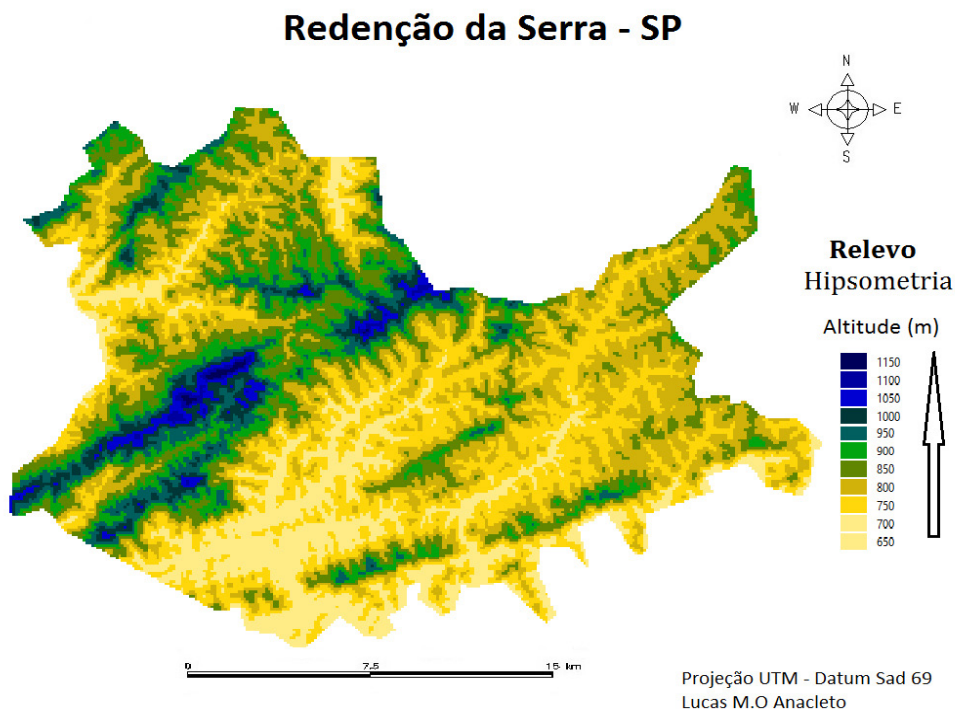 Redenção da Serra - SP
N
W E
S
Relevo
Hipsometria
Altitude (m)
1150
1100
1050
1000
950
900
850
800
750
700
650
0 7.5 15 km
Projeção UTM - Datum Sad 69
Lucas M.O Anacleto